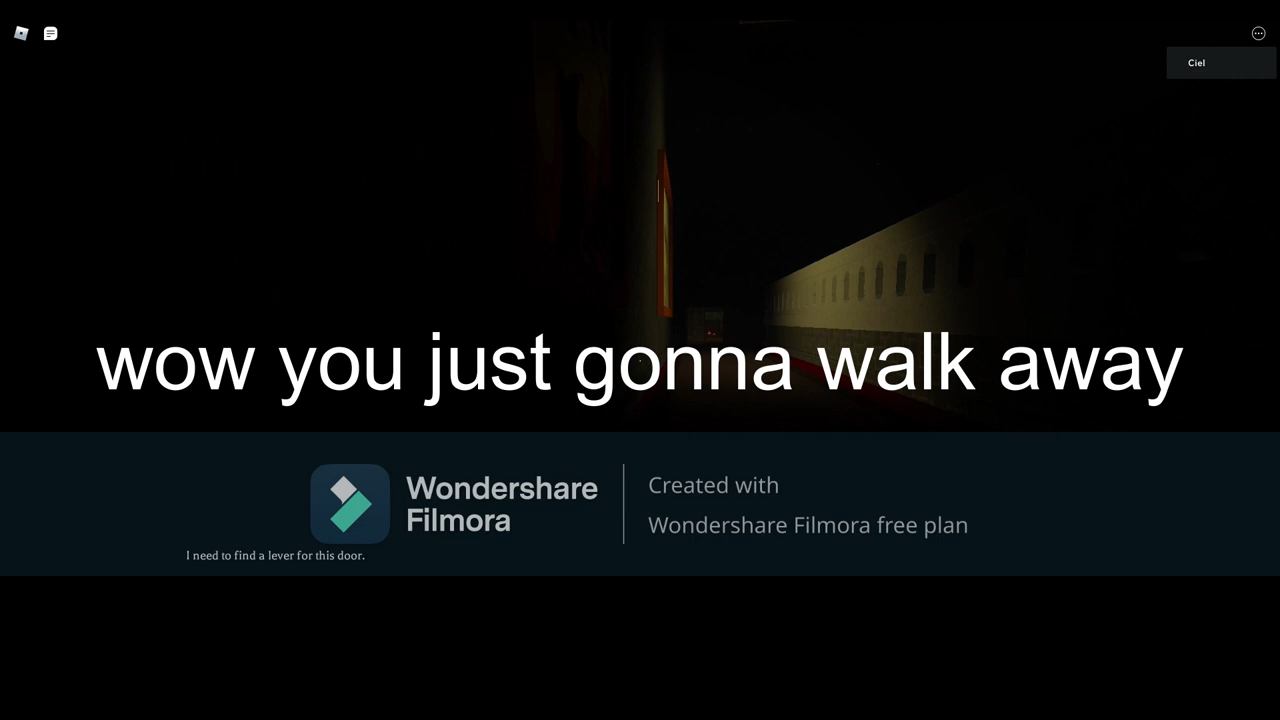 Ciel
wow you just gonna walk away
Wondershare
Filmora
Created with
Wondershare Filmora free plan
I need to find a lever for this door.